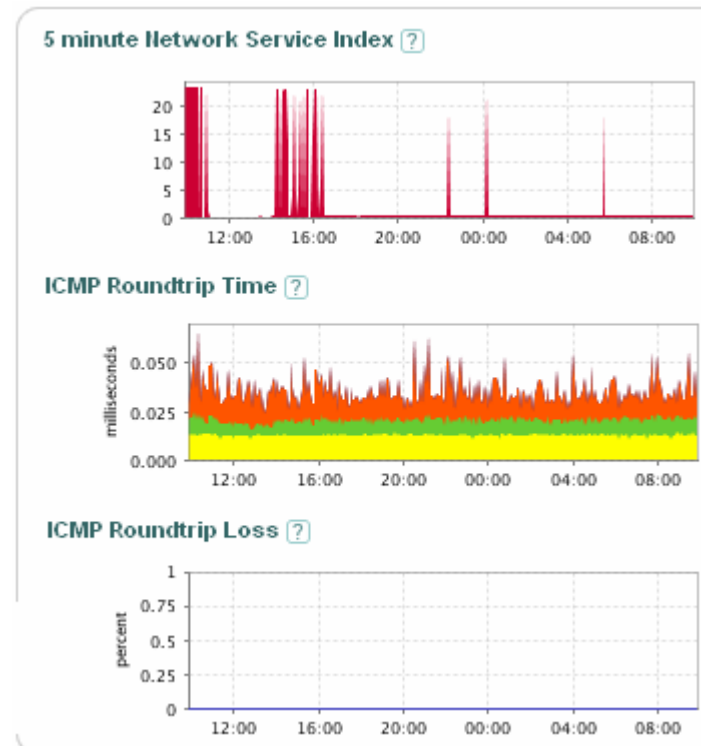 5 minute Network Service Index ?
20
15
10
5
0
12:00 16:00 20:00 00:00 04:00 08:00
ICMP Roundtrip Time ?
milliseconds
0.050
0.025
0.000
12:00 16:00 20:00 00:00 04:00 08:00
ICMP Roundtrip Loss ?
percent
1
0.75
0.5
0.25
0
12:00 16:00 20:00 00:00 04:00 08:00